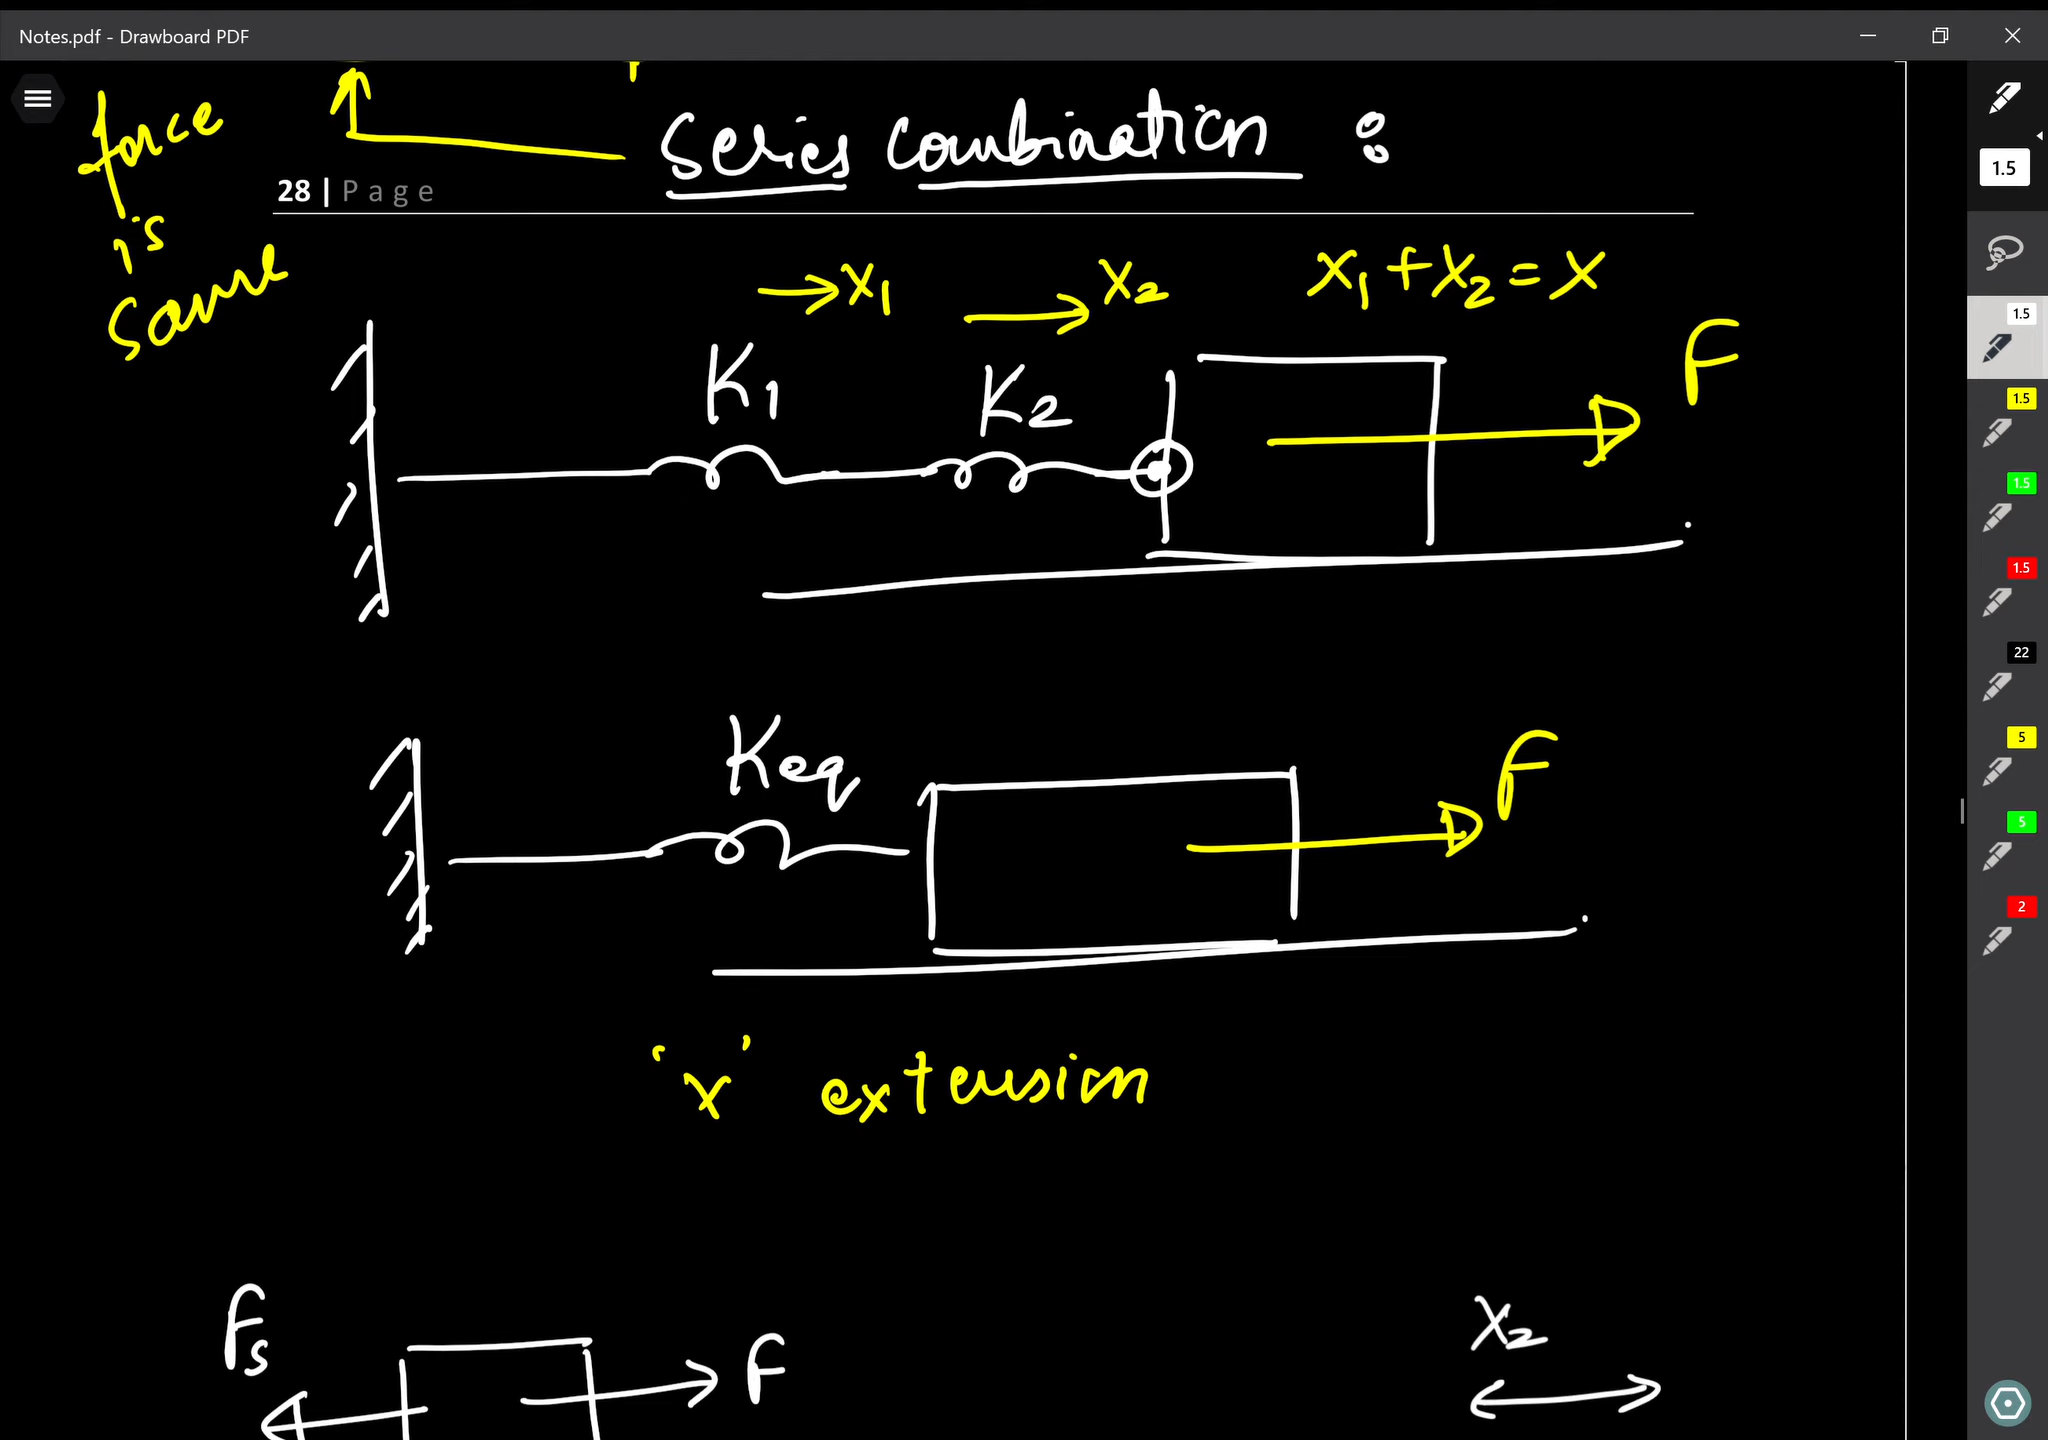 Notes.pdf - Drawboard PDF
force
is
same
Series Combination :
28 | Page
1.5
→X₁
→X₂
X₁+X₂=X
K₁
K₂
F
1.5
1.5
1.5
1.5
22
5
5
2
Keq
F
'x' extension
Fs
F
X₂